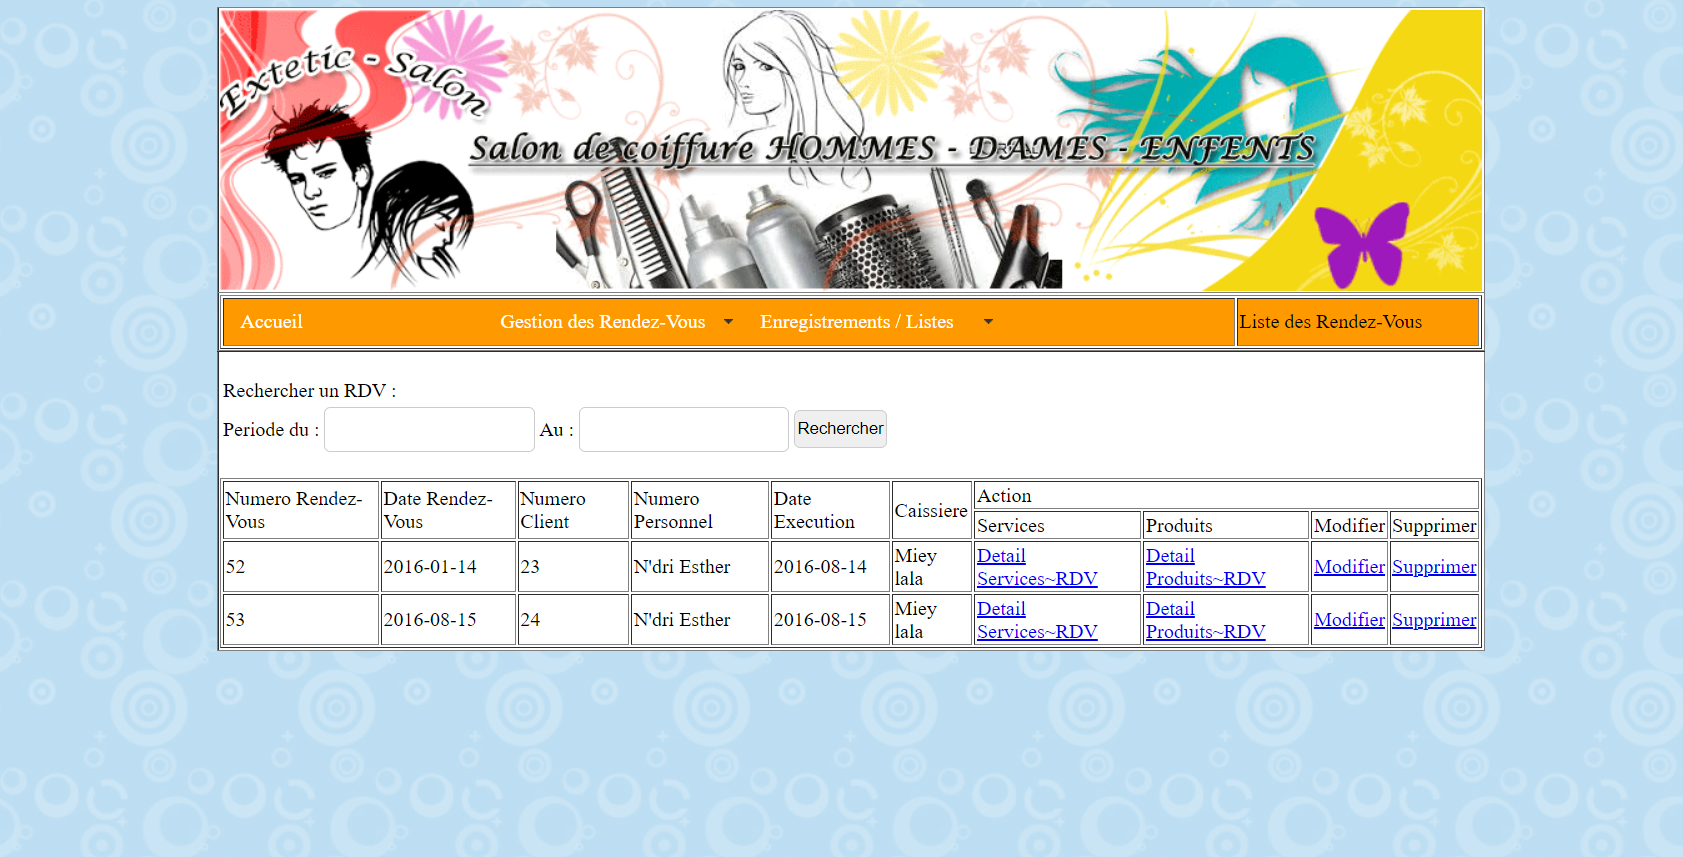 Extetic - Salon
Salon de coiffure HOMMES - DAMES - ENFENTS
Accueil Gestion des Rendez-Vous Enregistrements / Listes Liste des Rendez-Vous
Rechercher un RDV :
Periode du : Au : Rechercher
Numero Rendez-Vous Date Rendez-Vous Numero Client Numero Personnel Date Execution Caissiere Action
Services Produits Modifier Supprimer
52 2016-01-14 23 N'dri Esther 2016-08-14 Miey lala Detail Services~RDV Detail Produits~RDV Modifier Supprimer
53 2016-08-15 24 N'dri Esther 2016-08-15 Miey lala Detail Services~RDV Detail Produits~RDV Modifier Supprimer